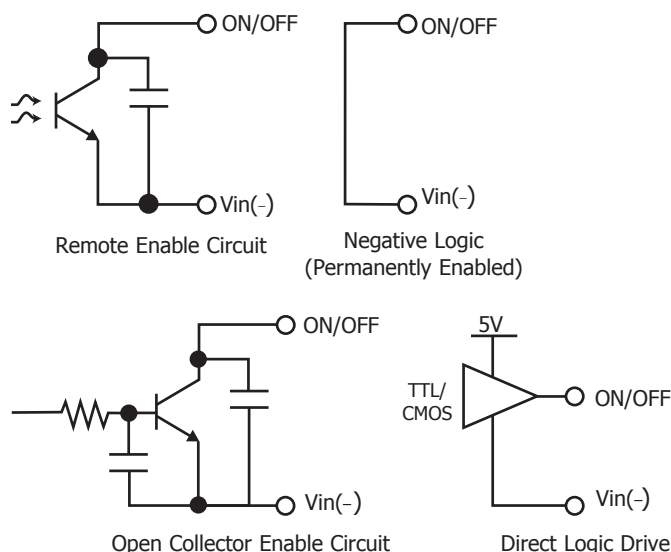 ON/OFF
Vin(–)
Remote Enable Circuit
ON/OFF
Vin(–)
Negative Logic
(Permanently Enabled)
ON/OFF
Vin(–)
Open Collector Enable Circuit
5V
TTL/
CMOS
ON/OFF
Vin(–)
Direct Logic Drive